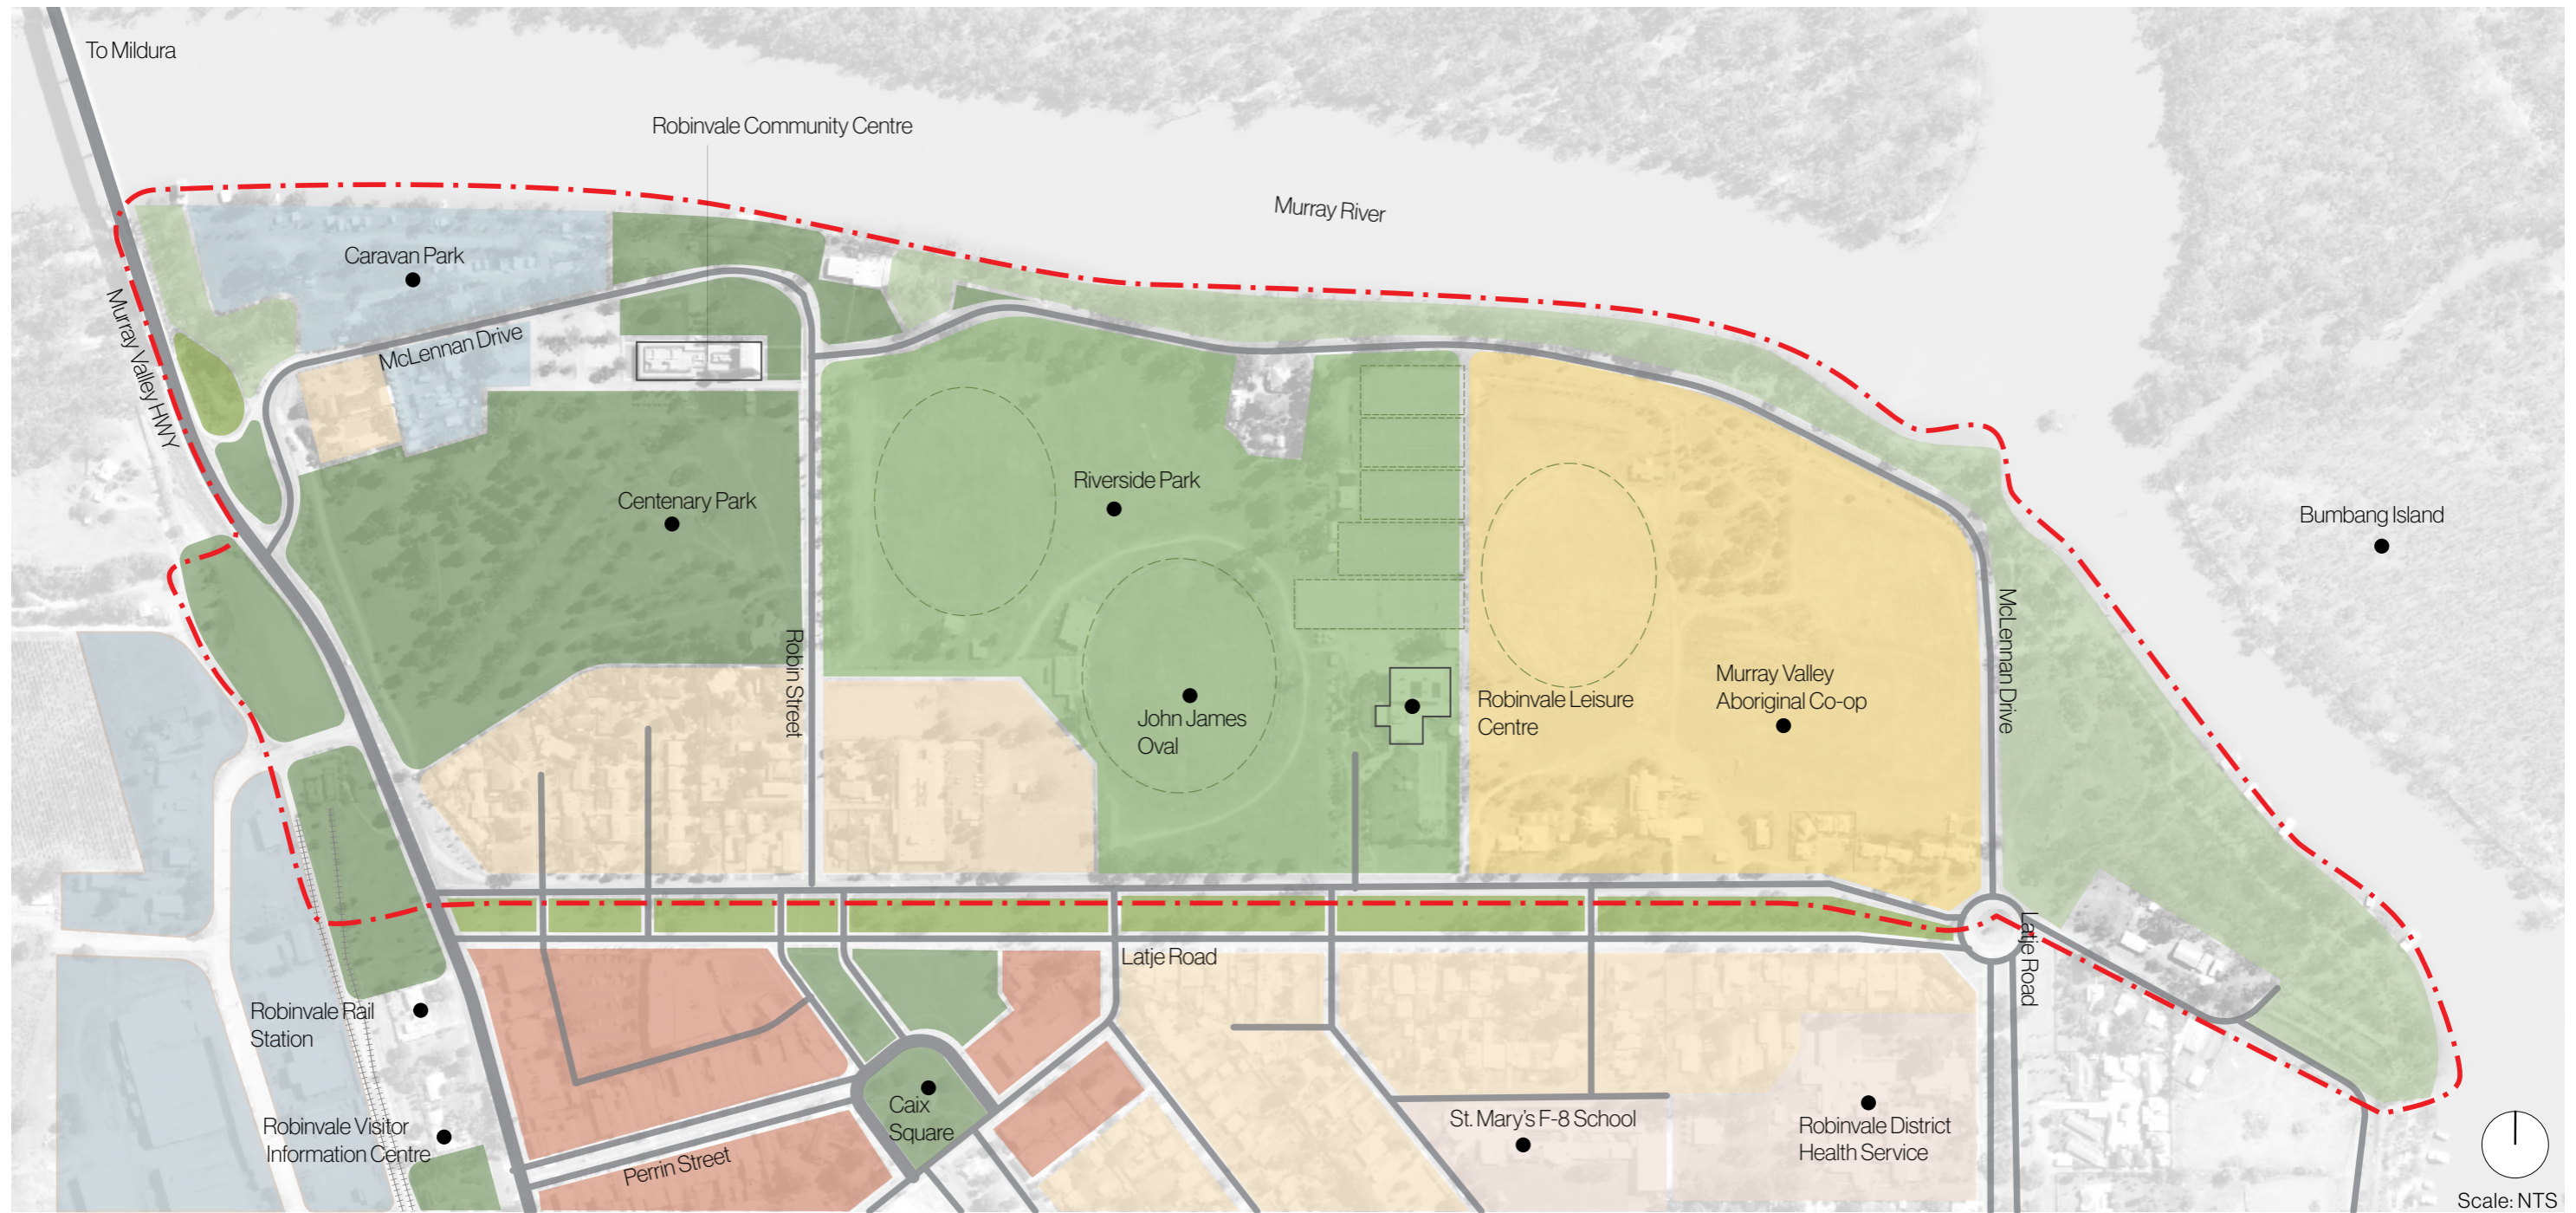 To Mildura
Robinvale Community Centre
Murray River
Caravan Park
Murray Valley HWY
McLennan Drive
Centenary Park
Riverside Park
Bumbang Island
Robin Street
McLennan Drive
Murray Valley
Aboriginal Co-op
Robinvale Leisure
Centre
John James
Oval
Latje Road
Latje Road
Robinvale Rail
Station
Caix
Square
St. Mary's F-8 School
Robinvale District
Health Service
Robinvale Visitor
Information Centre
Perrin Street
Scale: NTS